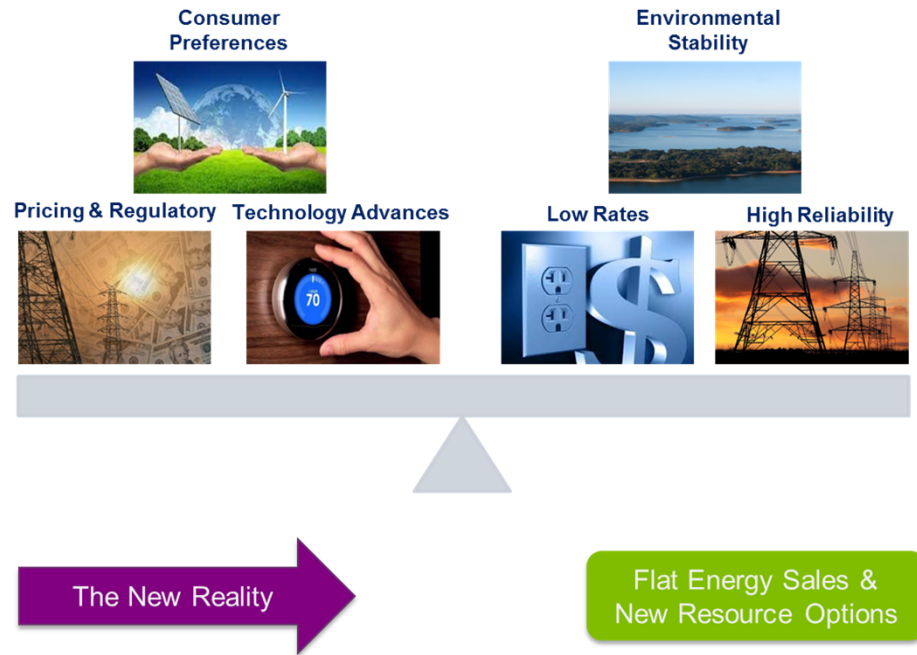 Consumer
Preferences
Environmental
Stability
Pricing & Regulatory
Technology Advances
Low Rates
High Reliability
70
The New Reality
Flat Energy Sales &
New Resource Options